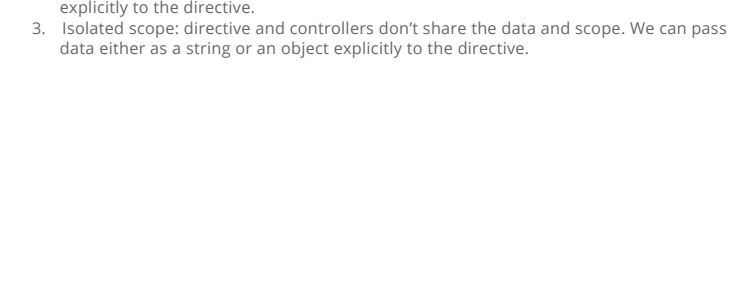 explicitly to the directive.
3. Isolated scope: directive and controllers don’t share the data and scope. We can pass
data either as a string or an object explicitly to the directive.